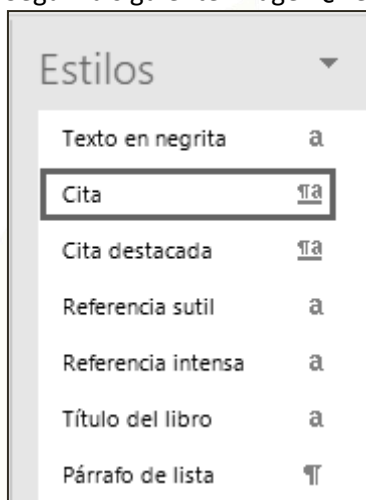 Estilos
Texto en negrita a
Cita ¶a
Cita destacada ¶a
Referencia sutil a
Referencia intensa a
Título del libro a
Párrafo de lista ¶